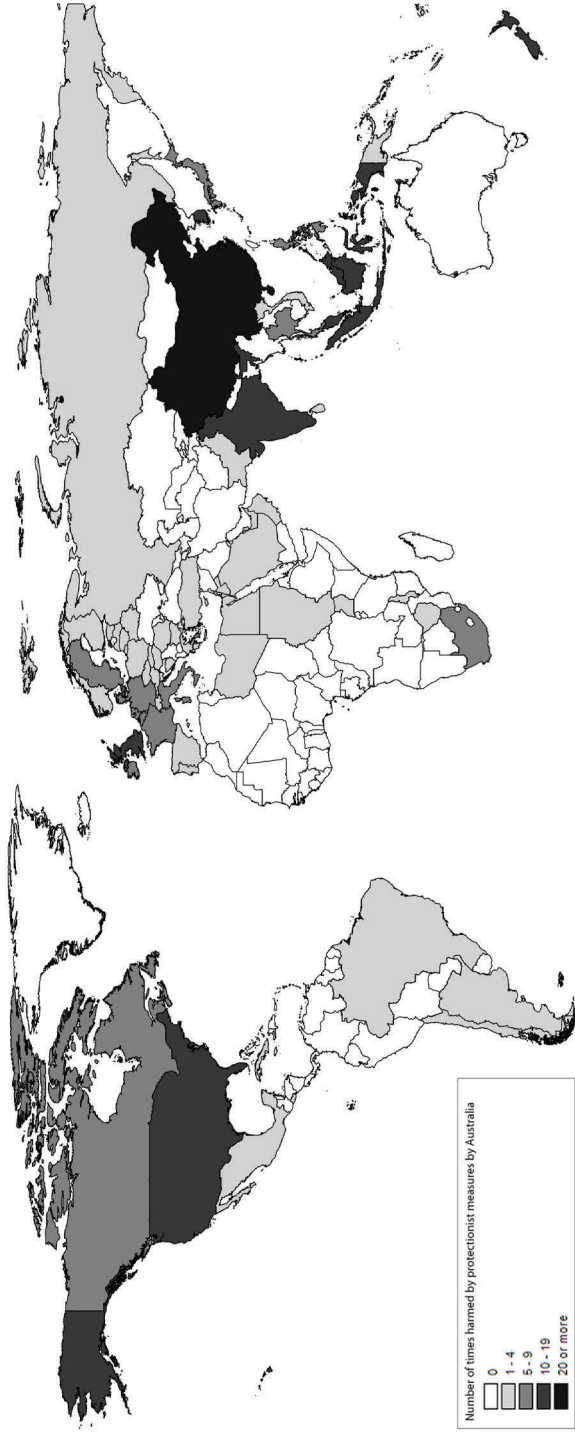 Number of times harmed by protectionist measures by Australia
0
1 - 4
5 - 9
10 - 19
20 or more